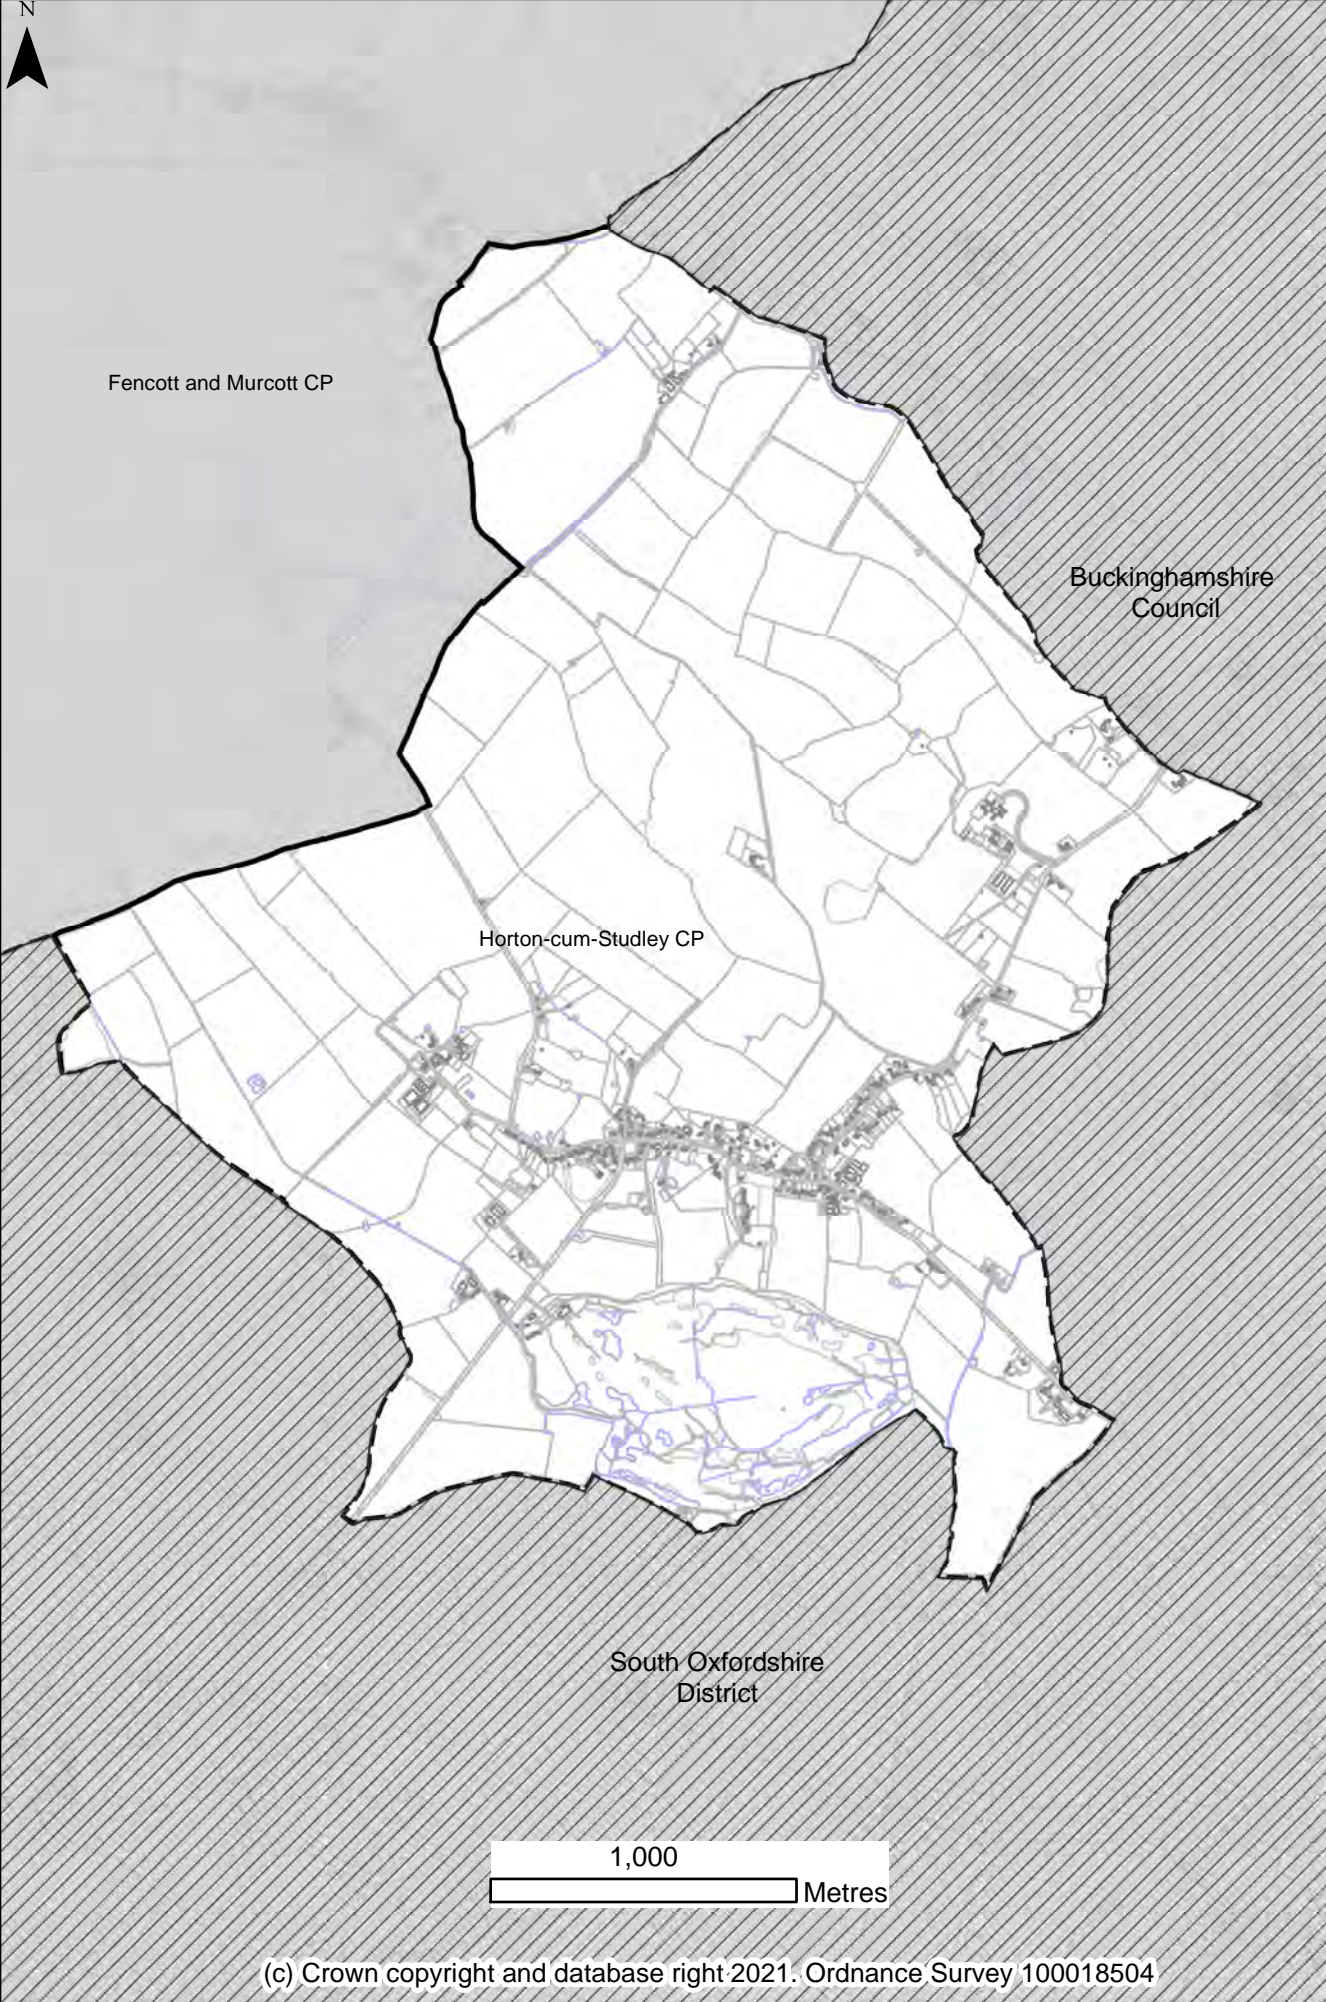 N
Fencott and Murcott CP
Buckinghamshire
Council
Horton-cum-Studley CP
South Oxfordshire
District
1,000
Metres
(c) Crown copyright and database right 2021. Ordnance Survey 100018504